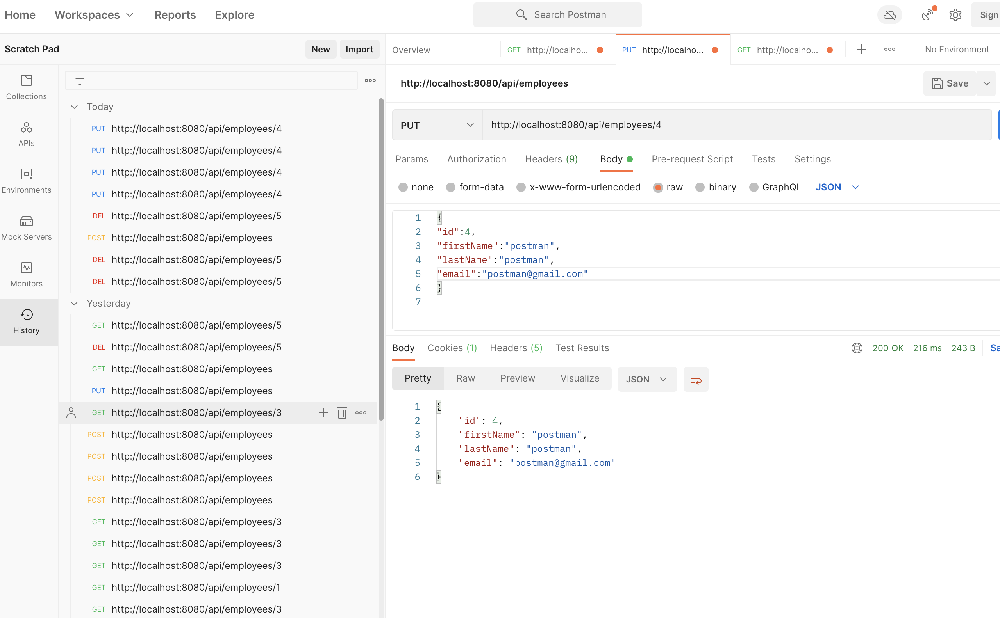 Home Workspaces Reports Explore Search Postman Sign
Scratch Pad New Import
Overview GET http://localho... PUT http://localho... GET http://localho... No Environment
Collections
APIs
Environments
Mock Servers
Monitors
History
Today
PUT http://localhost:8080/api/employees/4
PUT http://localhost:8080/api/employees/4
PUT http://localhost:8080/api/employees/4
PUT http://localhost:8080/api/employees/4
DEL http://localhost:8080/api/employees/5
POST http://localhost:8080/api/employees
DEL http://localhost:8080/api/employees/5
DEL http://localhost:8080/api/employees/5
Yesterday
GET http://localhost:8080/api/employees/5
DEL http://localhost:8080/api/employees/5
GET http://localhost:8080/api/employees
PUT http://localhost:8080/api/employees
GET http://localhost:8080/api/employees/3
POST http://localhost:8080/api/employees
POST http://localhost:8080/api/employees
POST http://localhost:8080/api/employees
POST http://localhost:8080/api/employees
GET http://localhost:8080/api/employees/3
GET http://localhost:8080/api/employees/3
GET http://localhost:8080/api/employees/3
GET http://localhost:8080/api/employees/1
GET http://localhost:8080/api/employees/3
http://localhost:8080/api/employees Save
PUT http://localhost:8080/api/employees/4
Params Authorization Headers (9) Body Pre-request Script Tests Settings
none form-data x-www-form-urlencoded raw binary GraphQL JSON
1 {
2 "id":4,
3 "firstName":"postman",
4 "lastName":"postman",
5 "email":"postman@gmail.com"
6 }
7
Body Cookies (1) Headers (5) Test Results 200 OK 216 ms 243 B Sa
Pretty Raw Preview Visualize JSON
1 {
2 "id": 4,
3 "firstName": "postman",
4 "lastName": "postman",
5 "email": "postman@gmail.com"
6 }